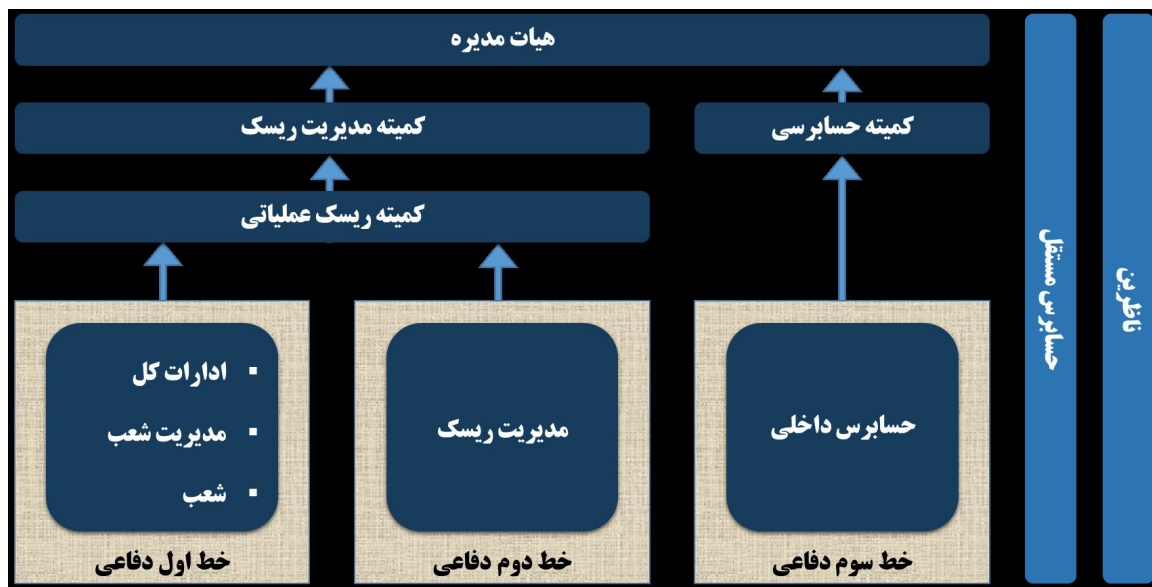 هیات مدیره
کمیته حسابرسی
کمیته مدیریت ریسک
کمیته ریسک عملیاتی
ناظرین
حسابرس مستقل
حسابرس داخلی
خط سوم دفاعی
مدیریت ریسک
خط دوم دفاعی
▪ ادارات کل
▪ مدیریت شعب
▪ شعب
خط اول دفاعی